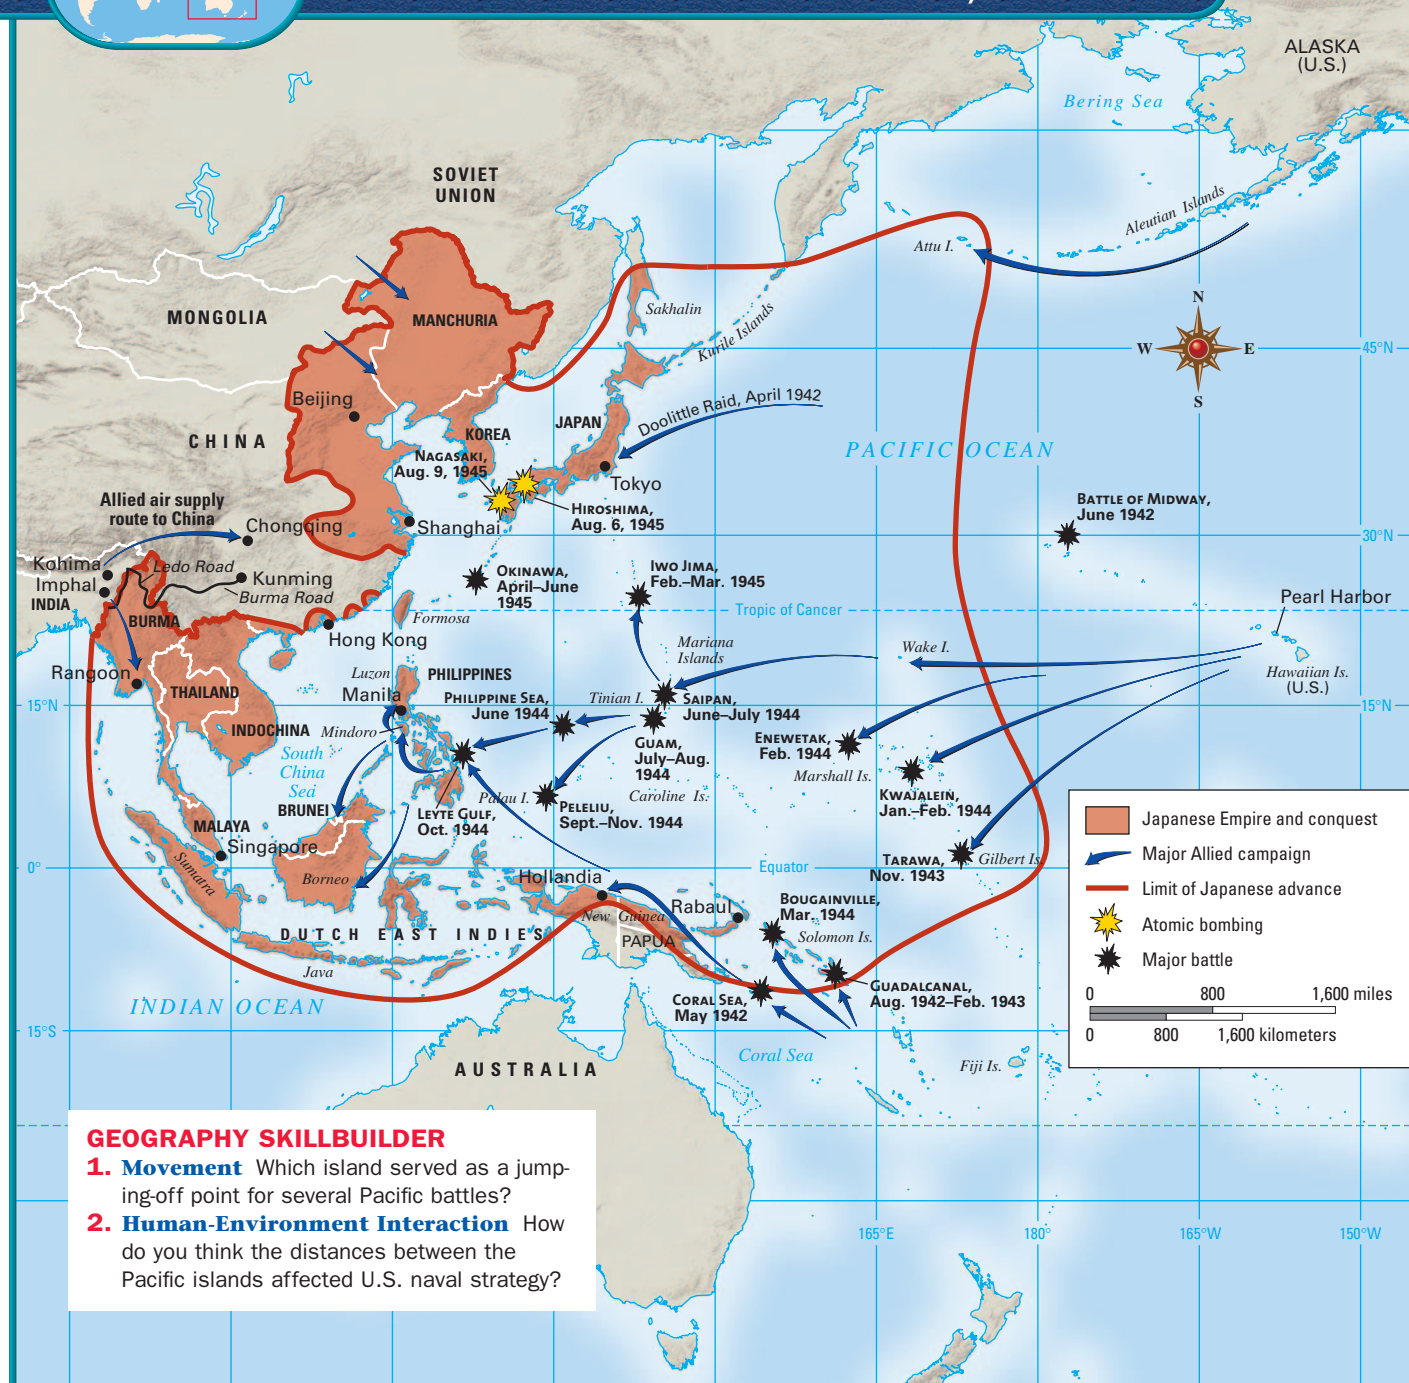 ALASKA
(U.S.)
Bering Sea
SOVIET
UNION
Aleutian Islands
Attu I.
N
W
E
S
MONGOLIA
MANCHURIA
Sakhalin
Kurile Islands
45°N
Beijing
Doolittle Raid, April 1942
JAPAN
KOREA
CHINA
PACIFIC OCEAN
NAGASAKI,
Aug. 9, 1945
Tokyo
HIROSHIMA,
Aug. 6, 1945
BATTLE OF MIDWAY,
June 1942
Allied air supply
route to China
Chongqing
Shanghai
30°N
Kohima
Imphal
INDIA
Ledo Road
Kunming
Burma Road
OKINAWA,
April–June
1945
IWO JIMA,
Feb.–Mar. 1945
Tropic of Cancer
Pearl Harbor
BURMA
Formosa
Hong Kong
Mariana
Islands
Wake I.
Hawaiian Is.
(U.S.)
Rangoon
THAILAND
Luzon
PHILIPPINES
Manila
PHILIPPINE SEA,
June 1944
Tinian I.
SAIPAN,
June–July 1944
15°N
15°N
INDOCHINA
Mindoro
GUAM,
July–Aug.
1944
ENEWETAK,
Feb. 1944
South
China
Sea
Marshall Is.
BRUNEI
Palau I.
Caroline Is.
KWAJALEIN,
Jan.–Feb. 1944
LEYTE GULF,
Oct. 1944
PELELIU,
Sept.–Nov. 1944
MALAYA
Singapore
0°
Equator
TARAWA,
Nov. 1943
Gilbert Is.
Sumatra
Borneo
Hollandia
New Guinea
Rabaul
BOUGAINVILLE,
Mar. 1944
Solomon Is.
PAPUA
DUTCH EAST INDIES
Java
INDIAN OCEAN
CORAL SEA,
May 1942
GUADALCANAL,
Aug. 1942–Feb. 1943
15°S
Coral Sea
AUSTRALIA
Fiji Is.
Japanese Empire and conquest
Major Allied campaign
Limit of Japanese advance
Atomic bombing
Major battle
0 800 1,600 miles
0 800 1,600 kilometers
GEOGRAPHY SKILLBUILDER
1. Movement Which island served as a jump-
ing-off point for several Pacific battles?
2. Human-Environment Interaction How
do you think the distances between the
Pacific islands affected U.S. naval strategy?
165°E
180°
165°W
150°W